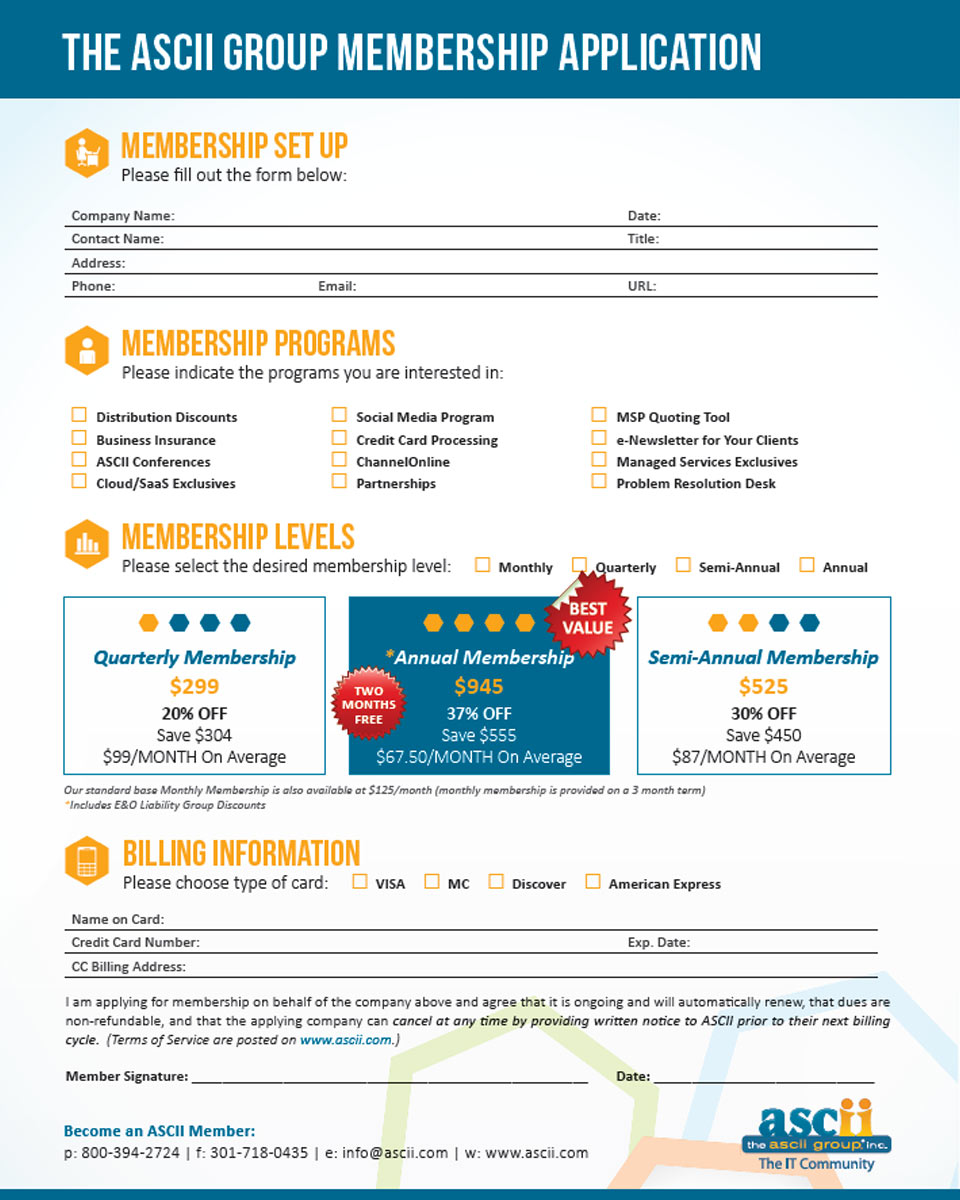 THE ASCII GROUP MEMBERSHIP APPLICATION
MEMBERSHIP SET UP
Please fill out the form below:
Company Name: Date:
Contact Name: Title:
Address:
Phone: Email: URL:
MEMBERSHIP PROGRAMS
Please indicate the programs you are interested in:
Distribution Discounts Social Media Program MSP Quoting Tool
Business Insurance Credit Card Processing e-Newsletter for Your Clients
ASCII Conferences ChannelOnline Managed Services Exclusives
Cloud/SaaS Exclusives Partnerships Problem Resolution Desk
MEMBERSHIP LEVELS
Please select the desired membership level: Monthly Quarterly Semi-Annual Annual
Quarterly Membership
$299
20% OFF
Save $304
$99/MONTH On Average
BEST
VALUE
*Annual Membership
TWO
MONTHS
FREE
$945
37% OFF
Save $555
$67.50/MONTH On Average
Semi-Annual Membership
$525
30% OFF
Save $450
$87/MONTH On Average
Our standard base Monthly Membership is also available at $125/month (monthly membership is provided on a 3 month term)
*Includes E&O Liability Group Discounts
BILLING INFORMATION
Please choose type of card: VISA MC Discover American Express
Name on Card:
Credit Card Number: Exp. Date:
CC Billing Address:
I am applying for membership on behalf of the company above and agree that it is ongoing and will automatically renew, that dues are
non-refundable, and that the applying company can cancel at any time by providing written notice to ASCII prior to their next billing
cycle. (Terms of Service are posted on www.ascii.com.)
Member Signature: Date:
Become an ASCII Member:
p: 800-394-2724 | f: 301-718-0435 | e: info@ascii.com | w: www.ascii.com
ascii
the ascii group, inc.
The IT Community